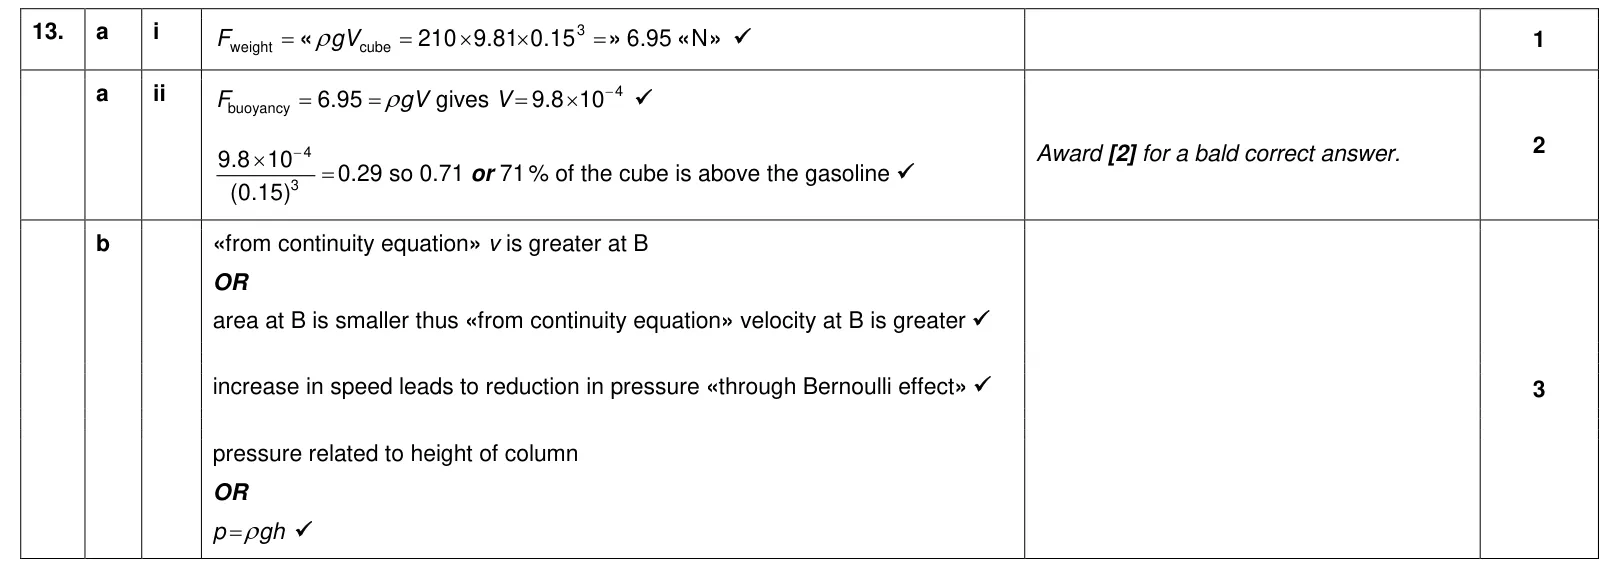 13. a i F_weight = « ρgV_cube = 210 × 9.81 × 0.15³ = » 6.95 «N» ✓ 1
a ii F_buoyancy = 6.95 = ρgV gives V = 9.8 × 10⁻⁴ ✓
9.8 × 10⁻⁴ / (0.15)³ = 0.29 so 0.71 or 71 % of the cube is above the gasoline ✓ Award [2] for a bald correct answer. 2
b «from continuity equation» v is greater at B
OR
area at B is smaller thus «from continuity equation» velocity at B is greater ✓
increase in speed leads to reduction in pressure «through Bernoulli effect» ✓ 3
pressure related to height of column
OR
p = ρgh ✓